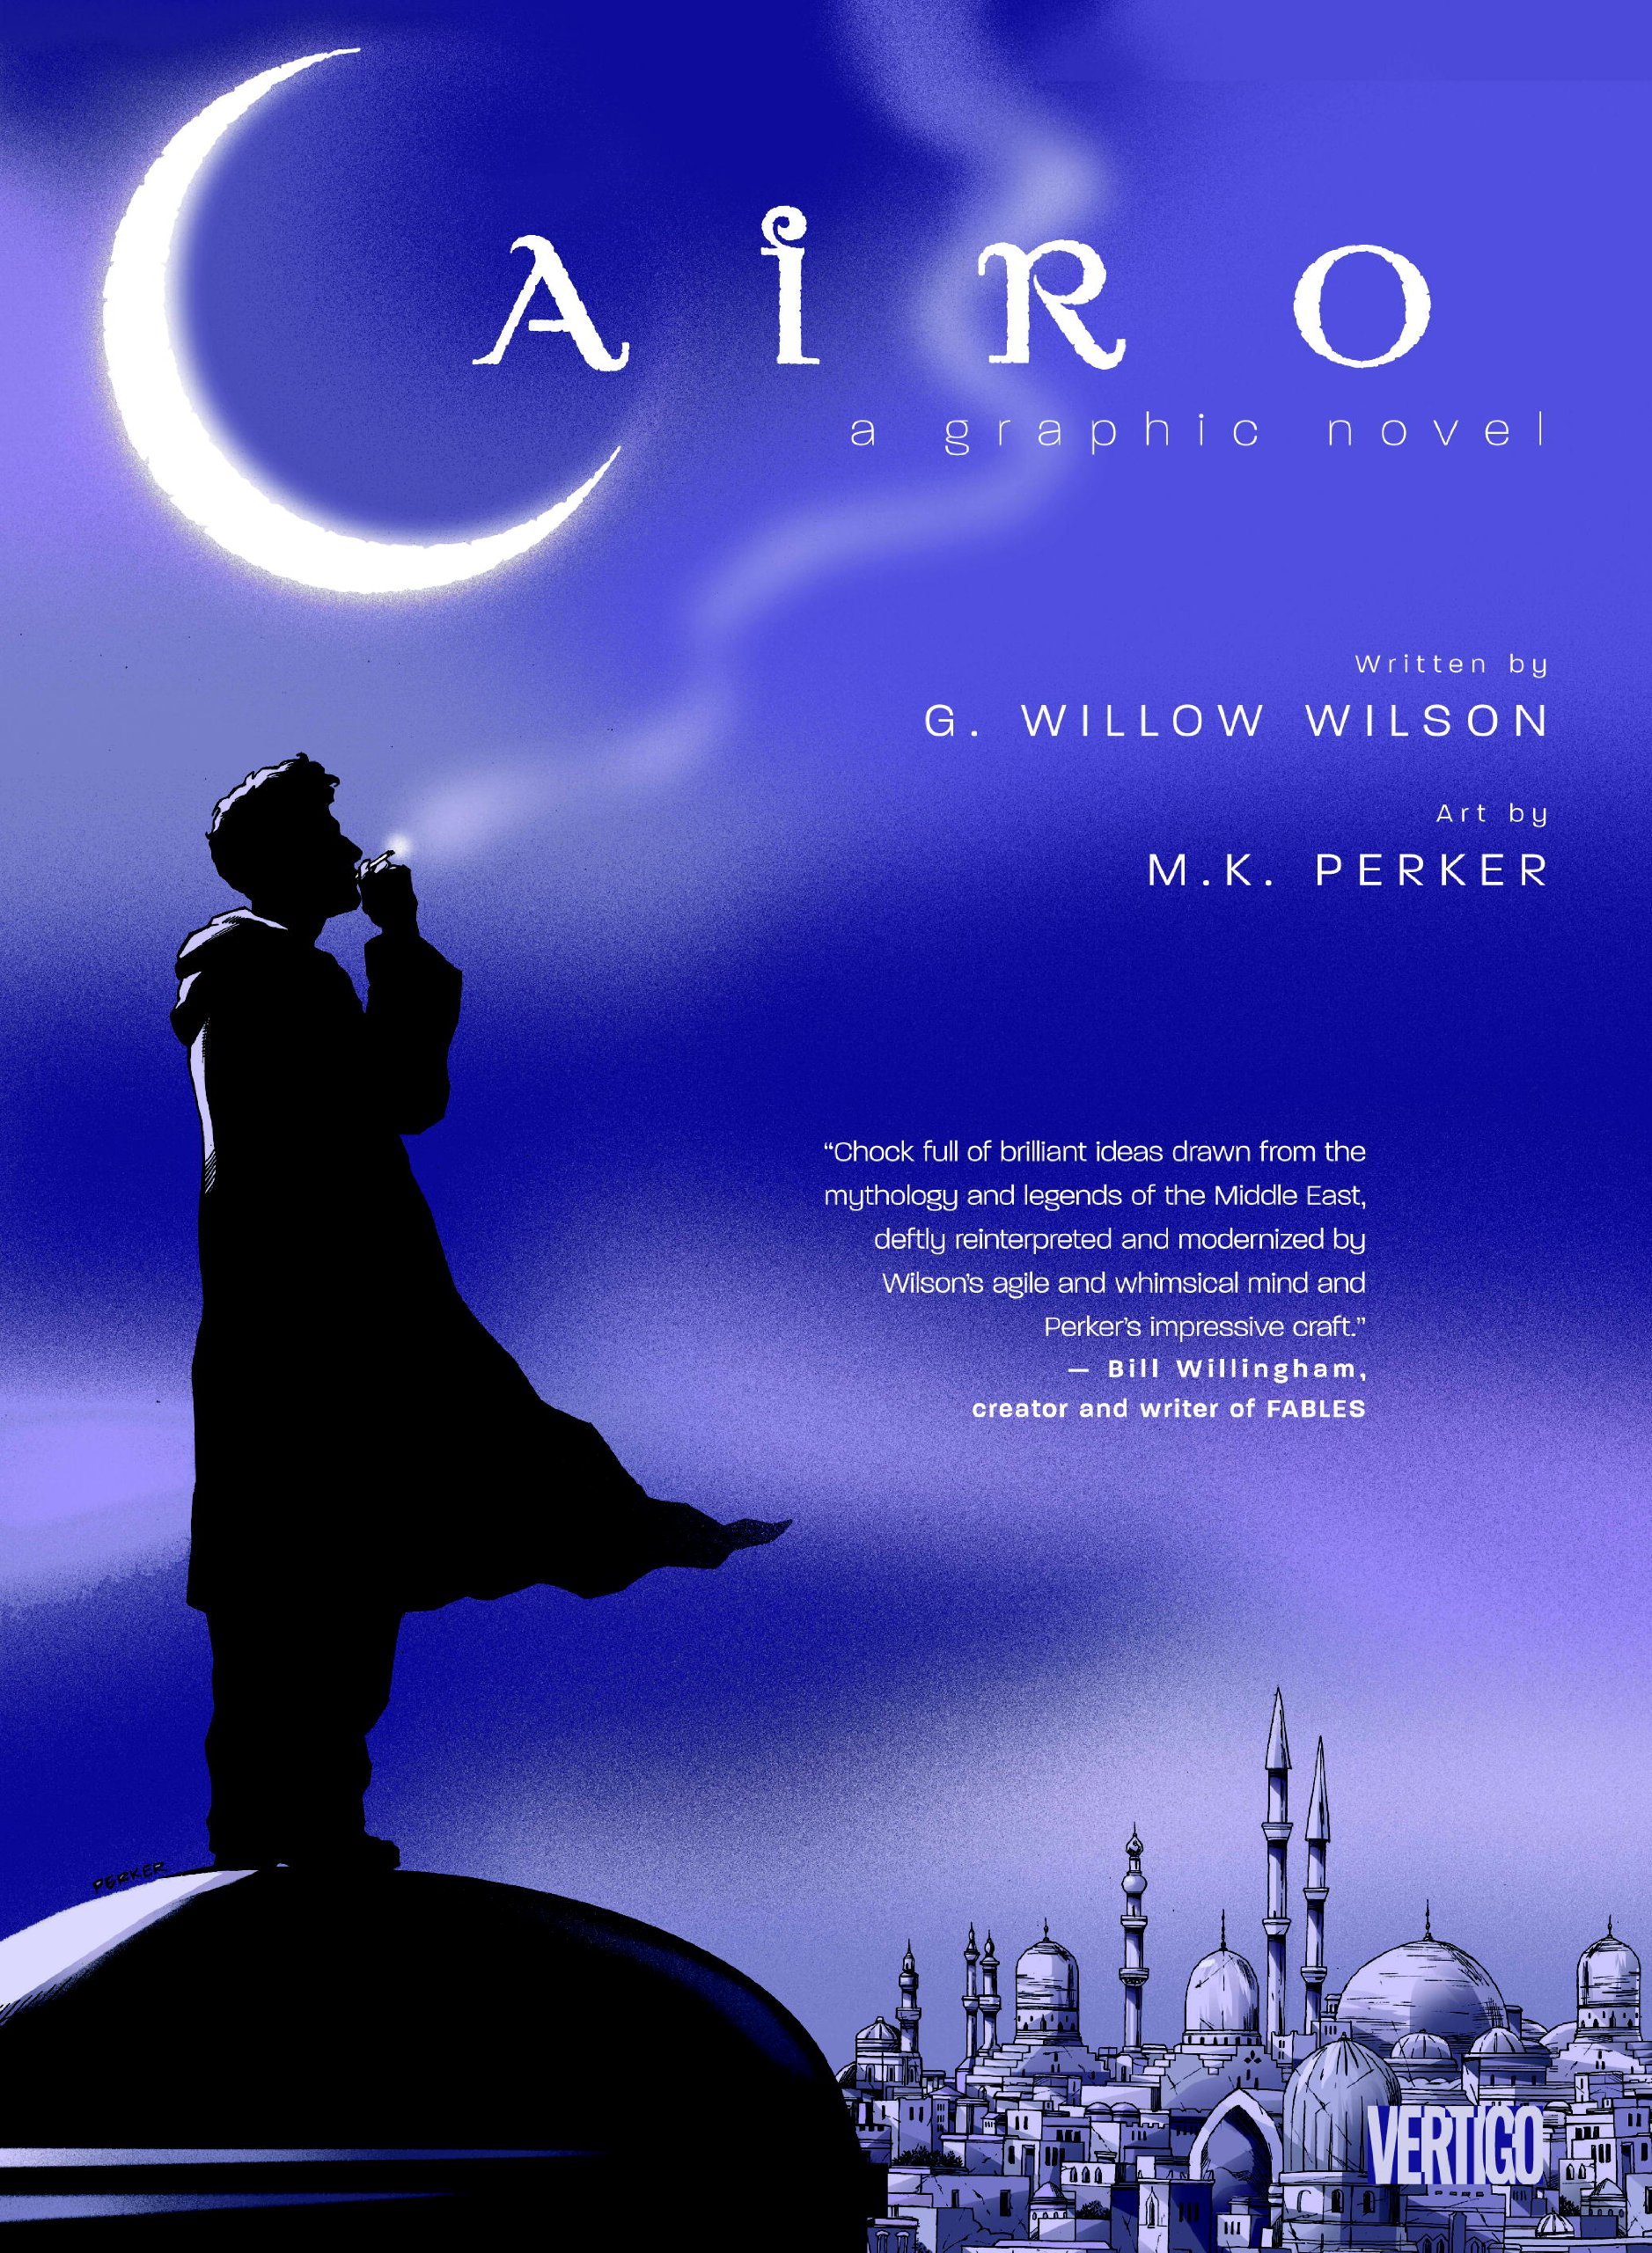 CAiRO
a graphic novel
Written by
G. WILLOW WILSON
Art by
M.K. PERKER
“Chock full of brilliant ideas drawn from the
mythology and legends of the Middle East,
deftly reinterpreted and modernized by
Wilson’s agile and whimsical mind and
Perker’s impressive craft.”
— Bill Willingham,
creator and writer of FABLES
PERKER
VERTIGO